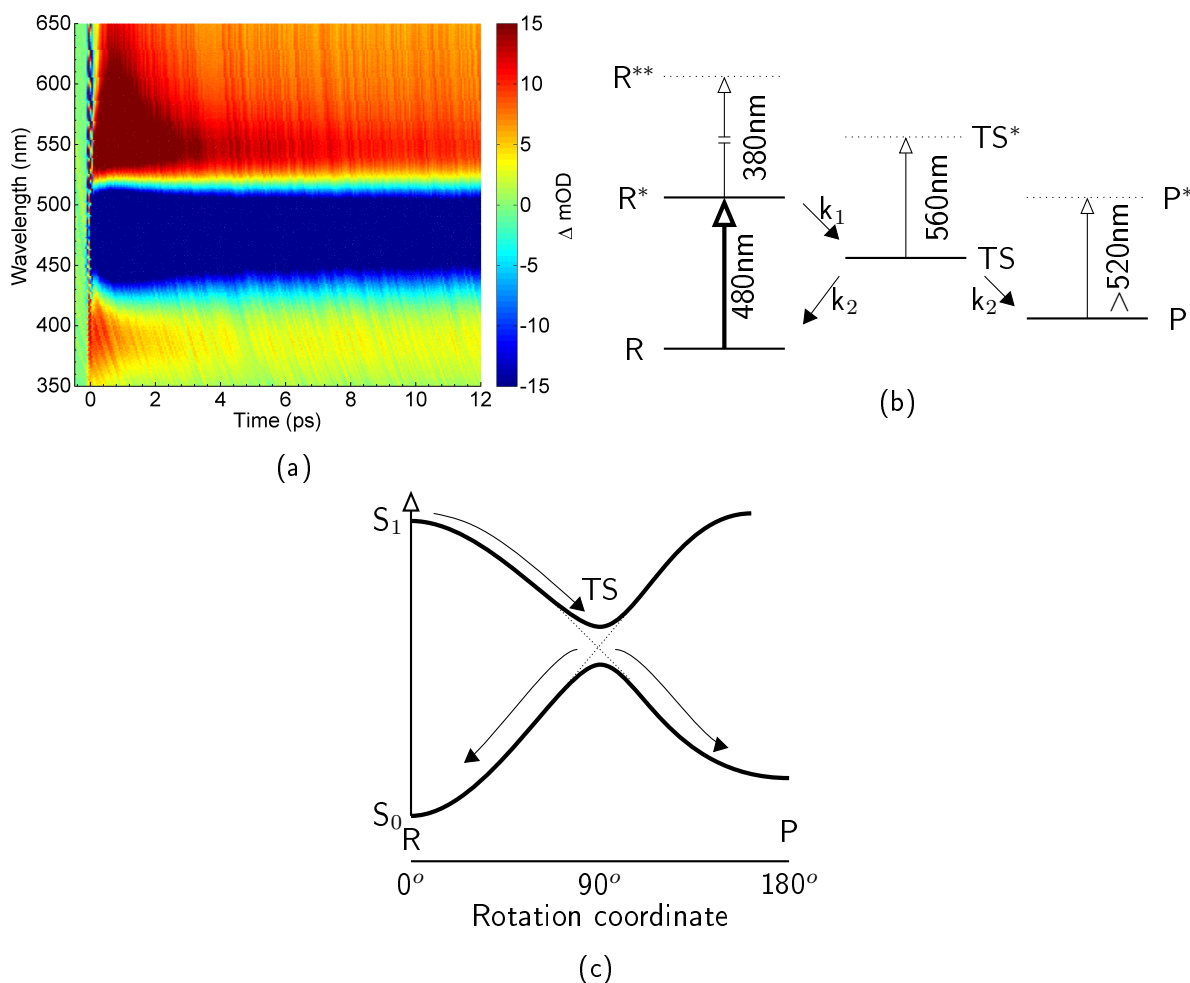 650
600
550
500
450
400
350
Wavelength (nm)
0 2 4 6 8 10 12
Time (ps)
15
10
5
0
-5
-10
-15
Δ mOD
(a)
R**
380nm
R*
480nm
R
k1
k2
560nm
TS*
TS
k2
>520nm
P*
P
(b)
S1
TS
S0
R
P
0º 90º 180º
Rotation coordinate
(c)